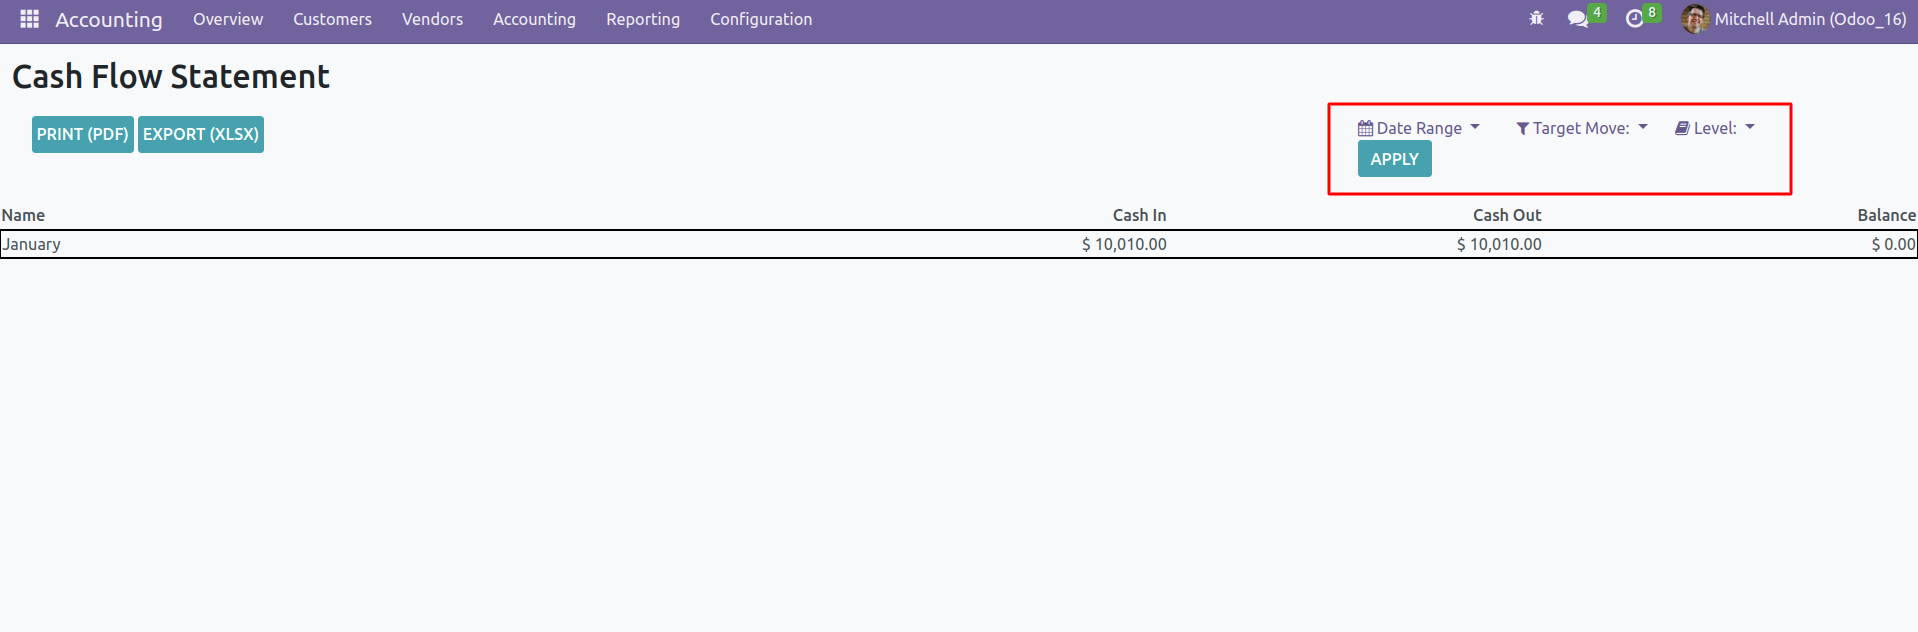 Accounting Overview Customers Vendors Accounting Reporting Configuration 4 8 Mitchell Admin (Odoo_16)
Cash Flow Statement
PRINT (PDF) EXPORT (XLSX)
Date Range Target Move: Level:
APPLY
Name Cash In Cash Out Balance
January $ 10,010.00 $ 10,010.00 $ 0.00